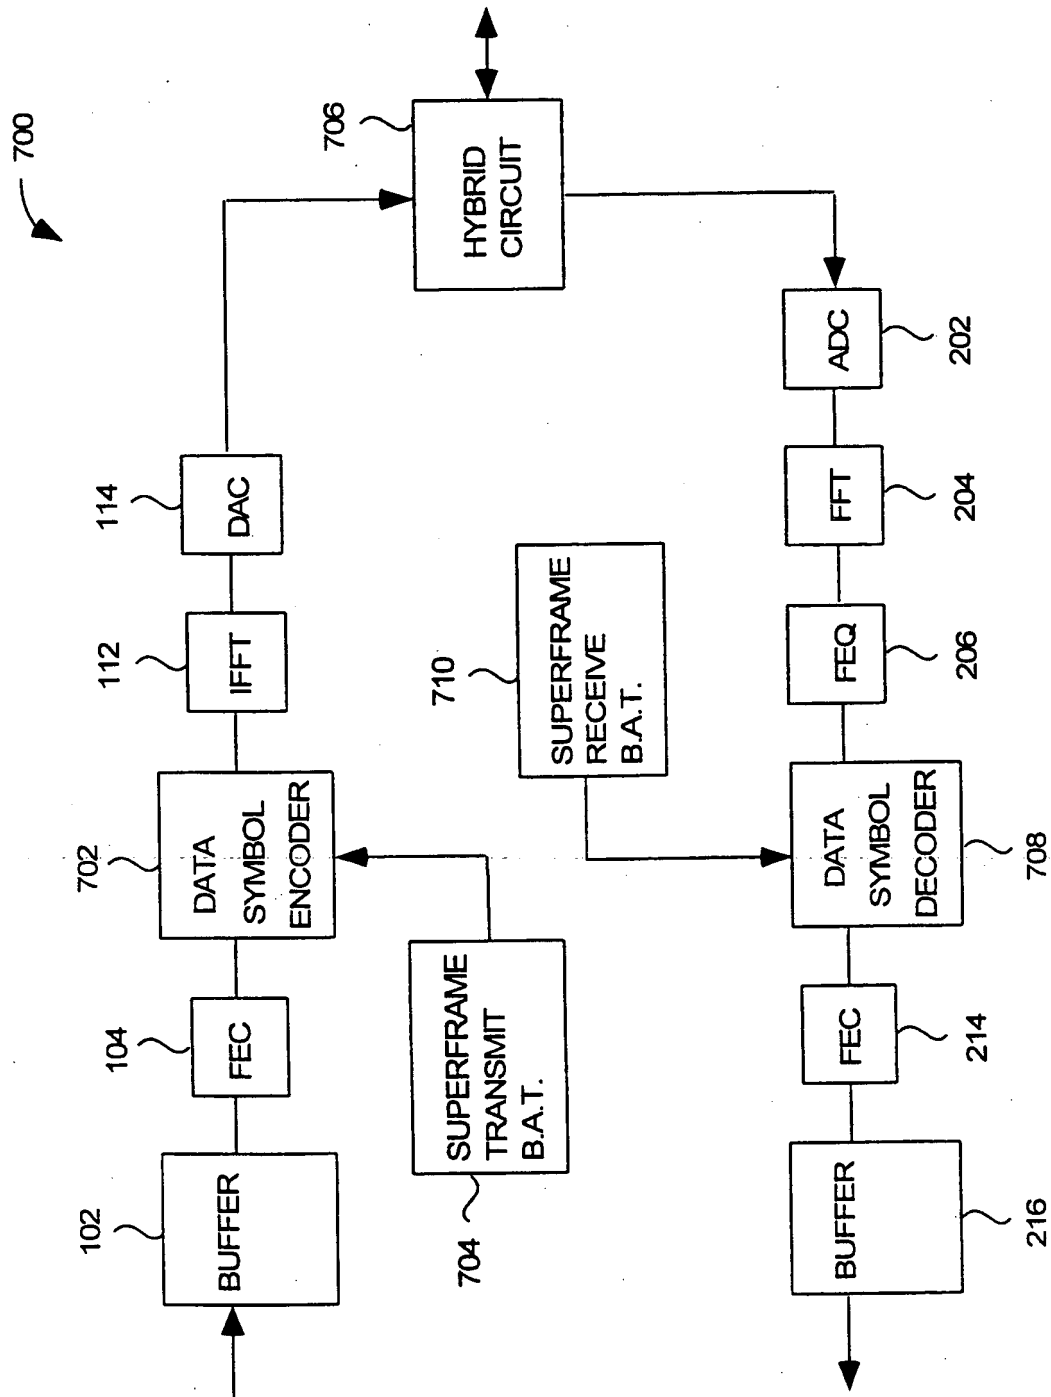 700
102
BUFFER
104
FEC
702
DATA
SYMBOL
ENCODER
112
IFFT
114
DAC
706
HYBRID
CIRCUIT
704
SUPERFRAME
TRANSMIT
B.A.T.
710
SUPERFRAME
RECEIVE
B.A.T.
BUFFER
216
FEC
214
DATA
SYMBOL
DECODER
708
FEQ
206
FFT
204
ADC
202